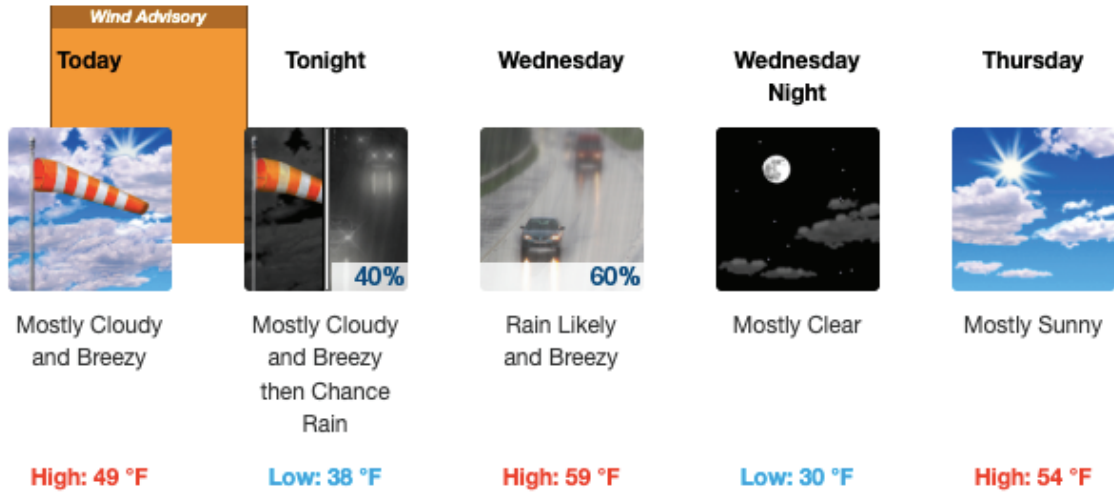 Wind Advisory
Today
Tonight
Wednesday
Wednesday
Night
Thursday
40%
60%
Mostly Cloudy
and Breezy
Mostly Cloudy
and Breezy
then Chance
Rain
Rain Likely
and Breezy
Mostly Clear
Mostly Sunny
High: 49 °F
Low: 38 °F
High: 59 °F
Low: 30 °F
High: 54 °F